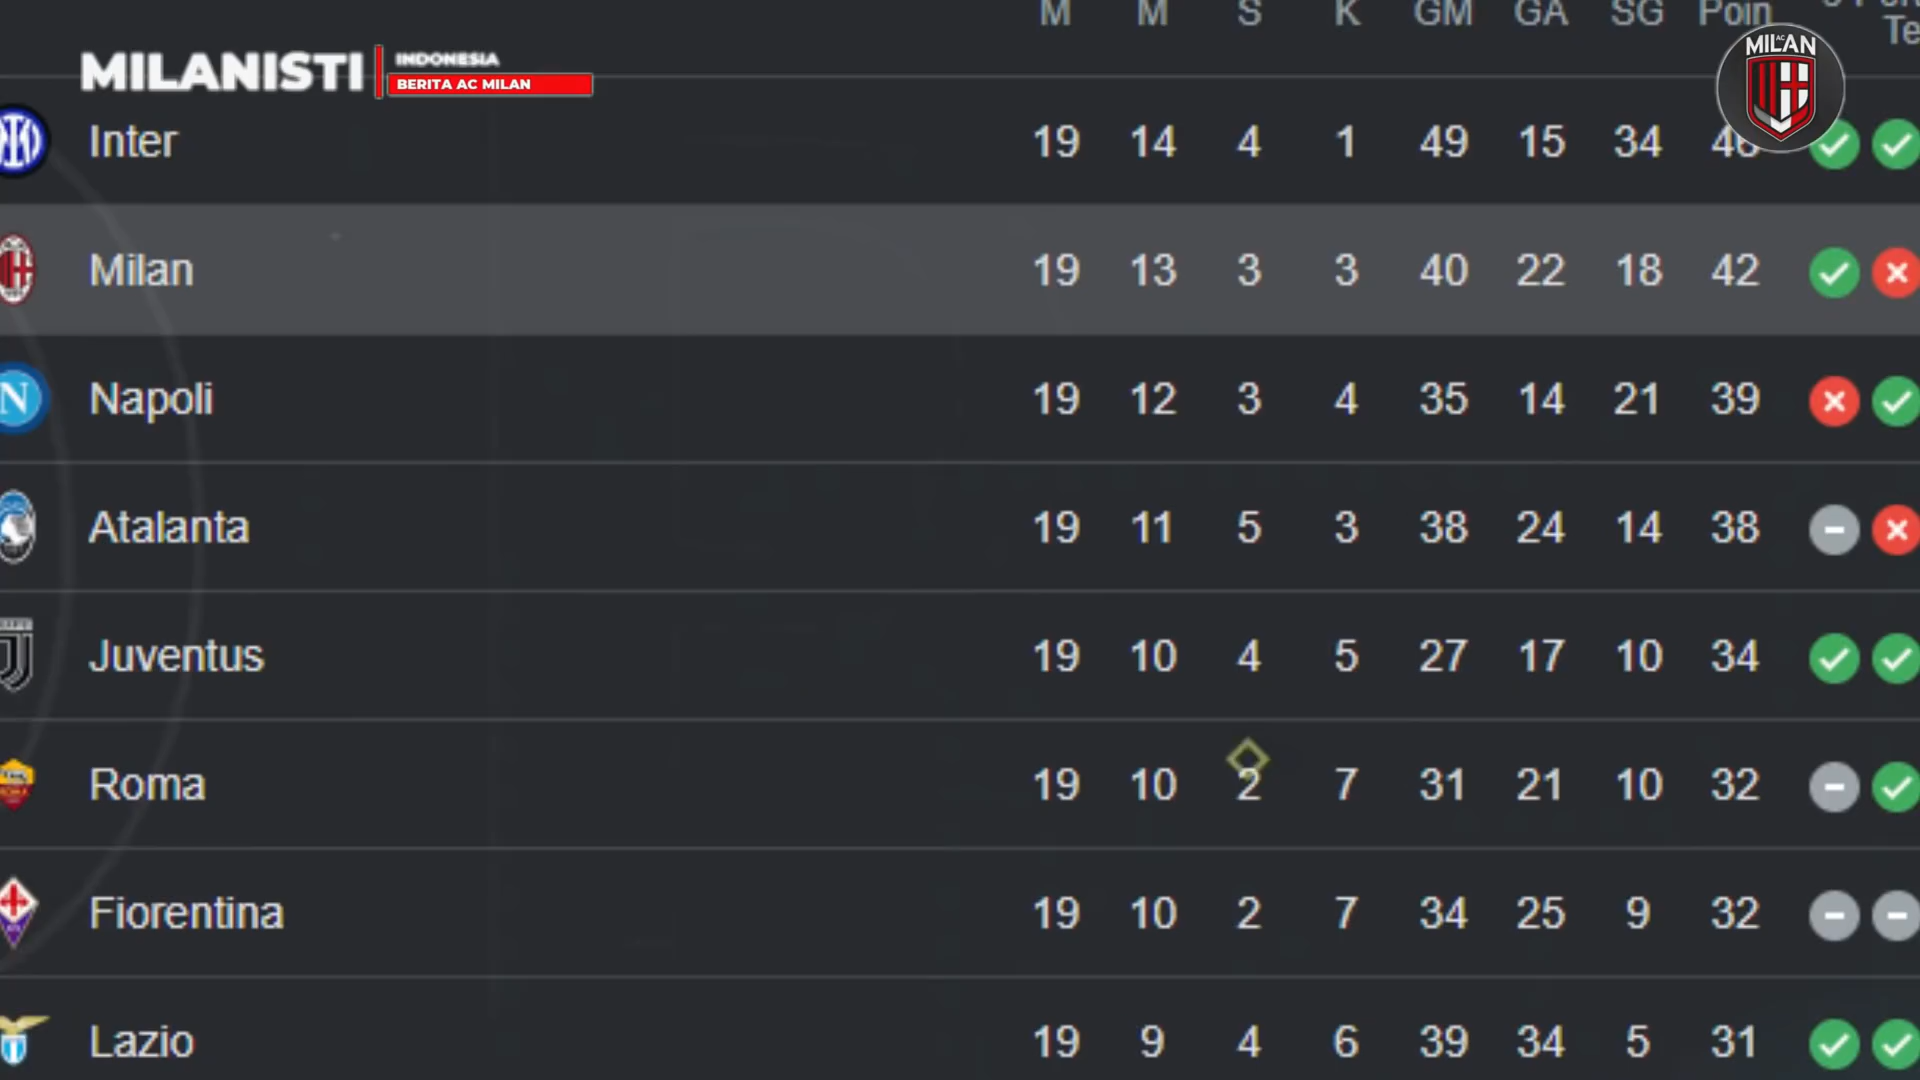 M M S K GM GA SG Poin
MILANISTI INDONESIA
BERITA AC MILAN
AC
MILAN
Inter 19 14 4 1 49 15 34
Milan 19 13 3 3 40 22 18 42
N Napoli 19 12 3 4 35 14 21 39
Atalanta 19 11 5 3 38 24 14 38
Juventus 19 10 4 5 27 17 10 34
Roma 19 10 2 7 31 21 10 32
Fiorentina 19 10 2 7 34 25 9 32
Lazio 19 9 4 6 39 34 5 31